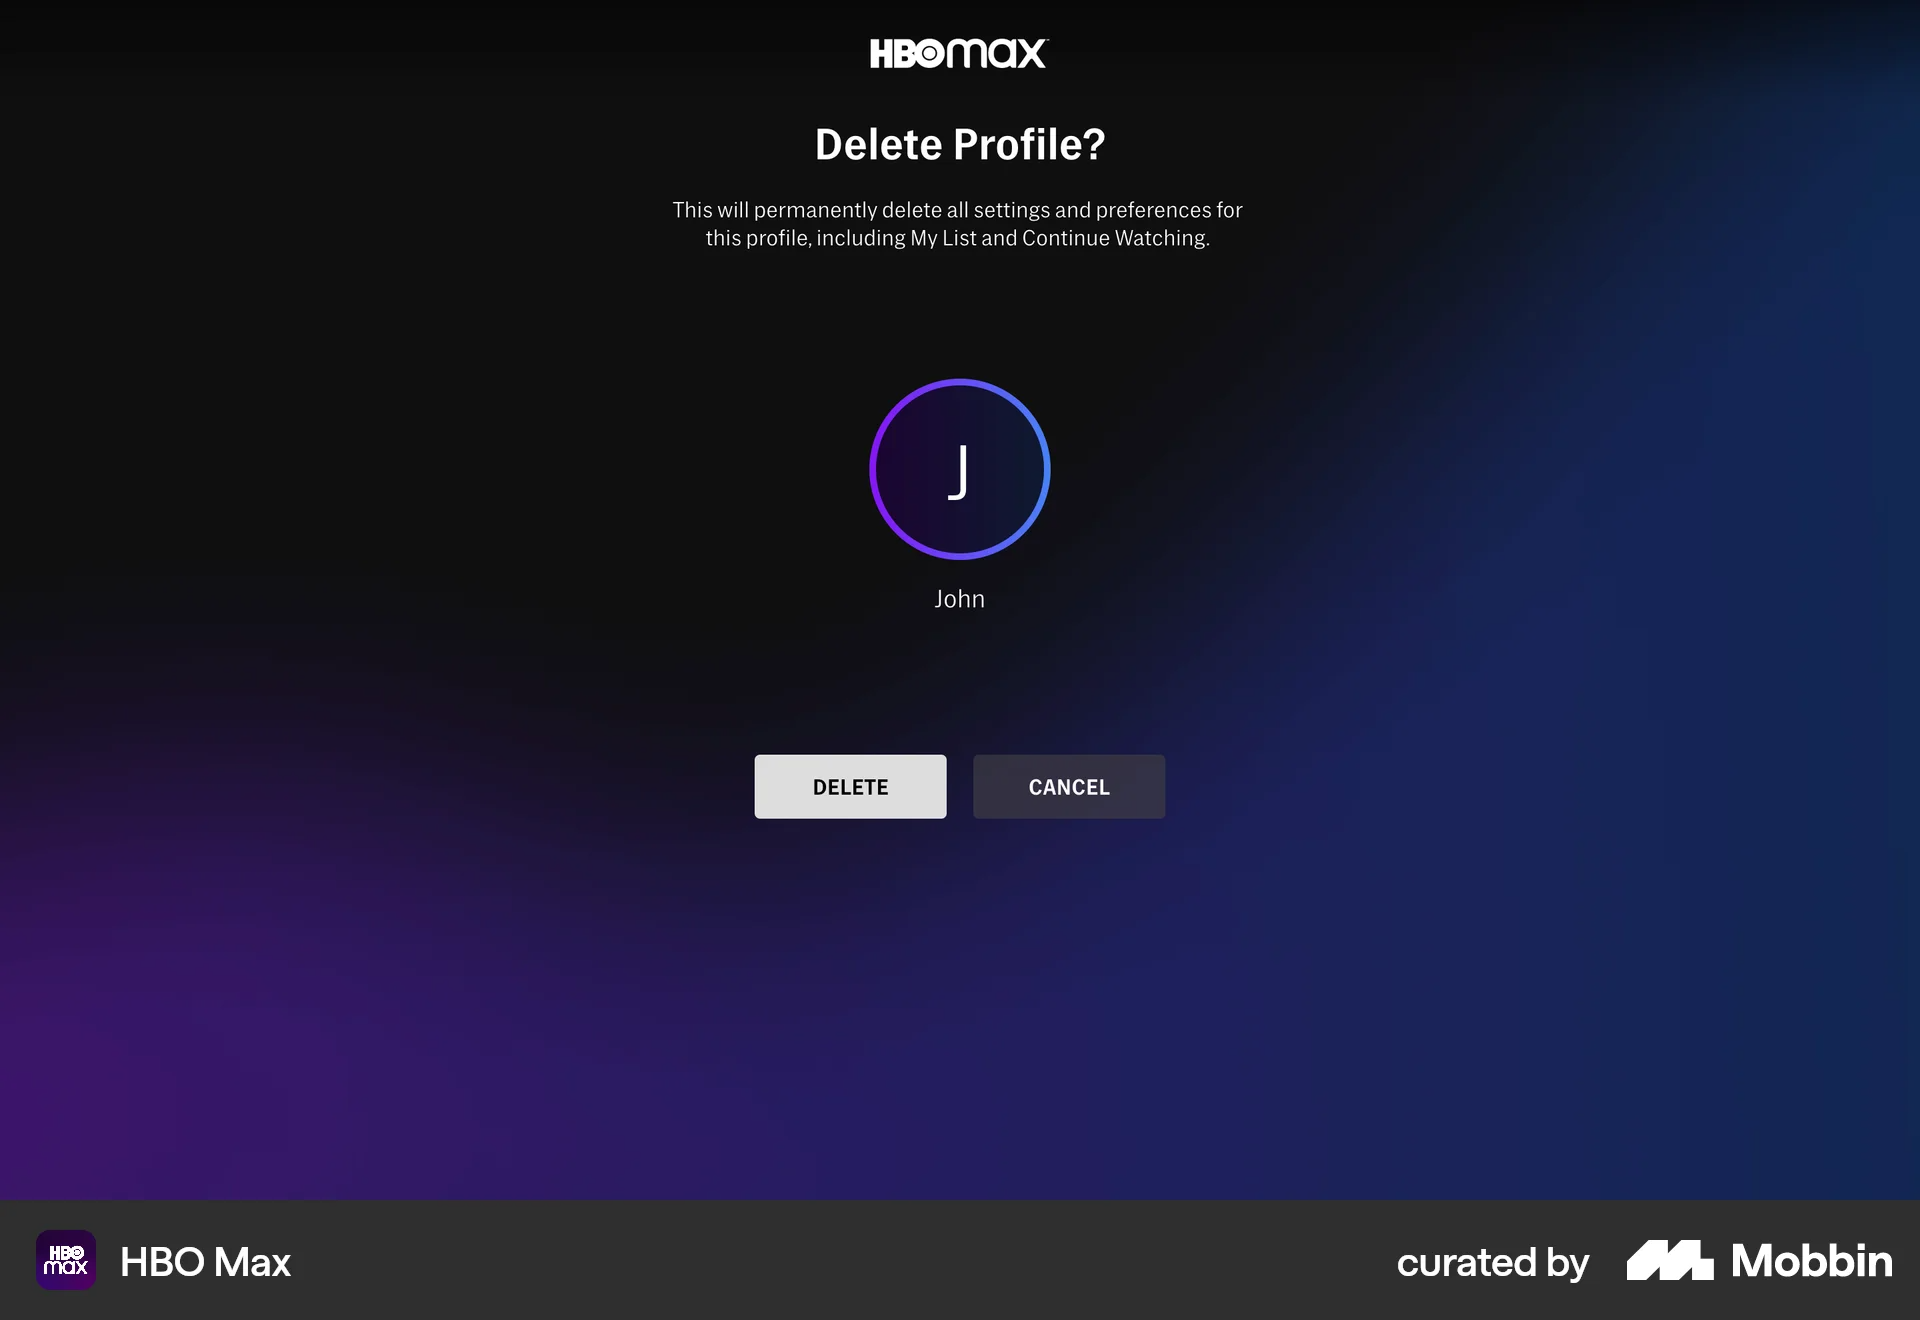 HBOmax
Delete Profile?
This will permanently delete all settings and preferences for
this profile, including My List and Continue Watching.
J
John
DELETE CANCEL
HBO
max
HBO Max
curated by Mobbin